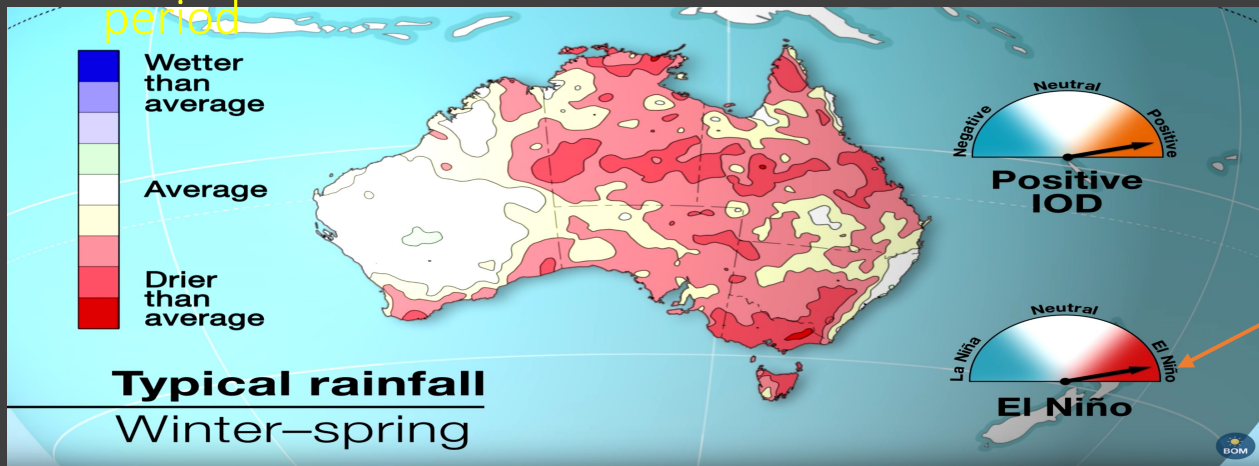 period
Wetter
than
average
Average
Drier
than
average
Typical rainfall
Winter–spring
Negative
Neutral
Positive
Positive
IOD
La Niña
Neutral
El Niño
El Niño
BOM